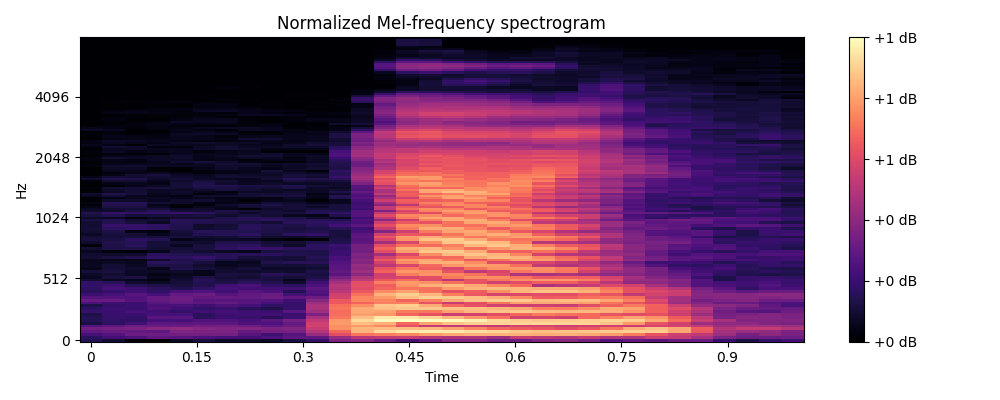 Normalized Mel-frequency spectrogram
Hz
4096
2048
1024
512
0
0 0.15 0.3 0.45 0.6 0.75 0.9
Time
+1 dB
+1 dB
+1 dB
+0 dB
+0 dB
+0 dB